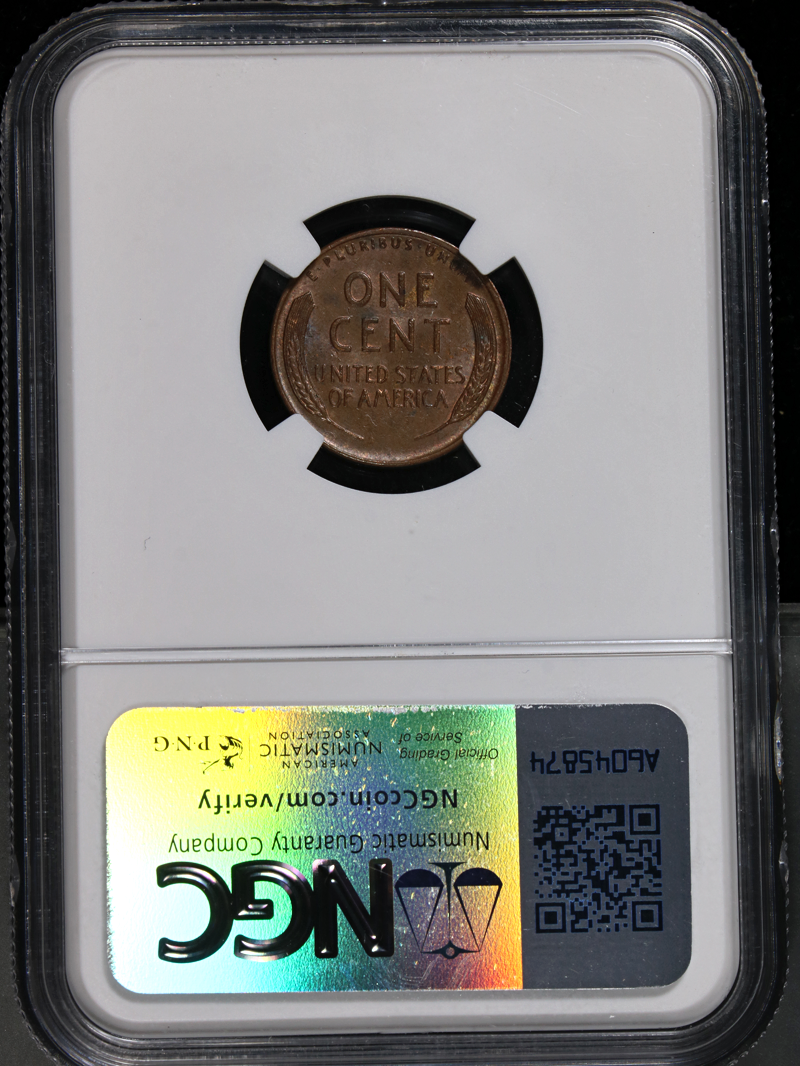 E·PLURIBUS·UNUM
ONE
CENT
UNITED STATES
OF AMERICA
NGC
Numismatic Guaranty Company
NGCcoin.com/verify
Official Grading
Service of
AMERICAN
NUMISMATIC
ASSOCIATION
P·N·G
A6045874